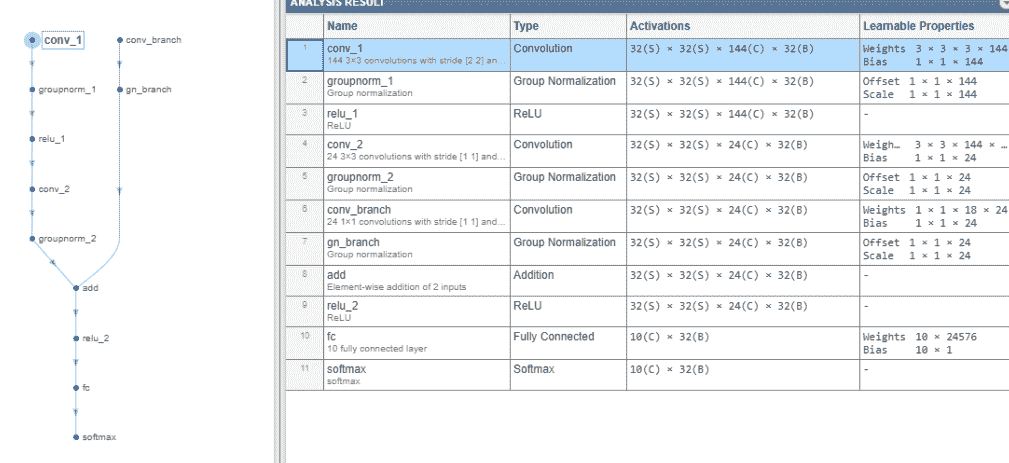 ANALYSIS RESULT
conv_1
conv_branch
groupnorm_1
gn_branch
relu_1
conv_2
groupnorm_2
add
relu_2
fc
softmax
Name Type Activations Learnable Properties
1 conv_1 Convolution 32(S) × 32(S) × 144(C) × 32(B) Weights 3 × 3 × 3 × 144
144 3×3 convolutions with stride [2 2] an... Bias 1 × 1 × 144
2 groupnorm_1 Group Normalization 32(S) × 32(S) × 144(C) × 32(B) Offset 1 × 1 × 144
Group normalization Scale 1 × 1 × 144
3 relu_1 ReLU 32(S) × 32(S) × 144(C) × 32(B) -
ReLU
4 conv_2 Convolution 32(S) × 32(S) × 24(C) × 32(B) Weigh... 3 × 3 × 144 × ...
24 3×3 convolutions with stride [1 1] and... Bias 1 × 1 × 24
5 groupnorm_2 Group Normalization 32(S) × 32(S) × 24(C) × 32(B) Offset 1 × 1 × 24
Group normalization Scale 1 × 1 × 24
6 conv_branch Convolution 32(S) × 32(S) × 24(C) × 32(B) Weights 1 × 1 × 18 × 24
24 1×1 convolutions with stride [1 1] and... Bias 1 × 1 × 24
7 gn_branch Group Normalization 32(S) × 32(S) × 24(C) × 32(B) Offset 1 × 1 × 24
Group normalization Scale 1 × 1 × 24
8 add Addition 32(S) × 32(S) × 24(C) × 32(B) -
Element-wise addition of 2 inputs
9 relu_2 ReLU 32(S) × 32(S) × 24(C) × 32(B) -
ReLU
10 fc Fully Connected 10(C) × 32(B) Weights 10 × 24576
10 fully connected layer Bias 10 × 1
11 softmax Softmax 10(C) × 32(B) -
softmax